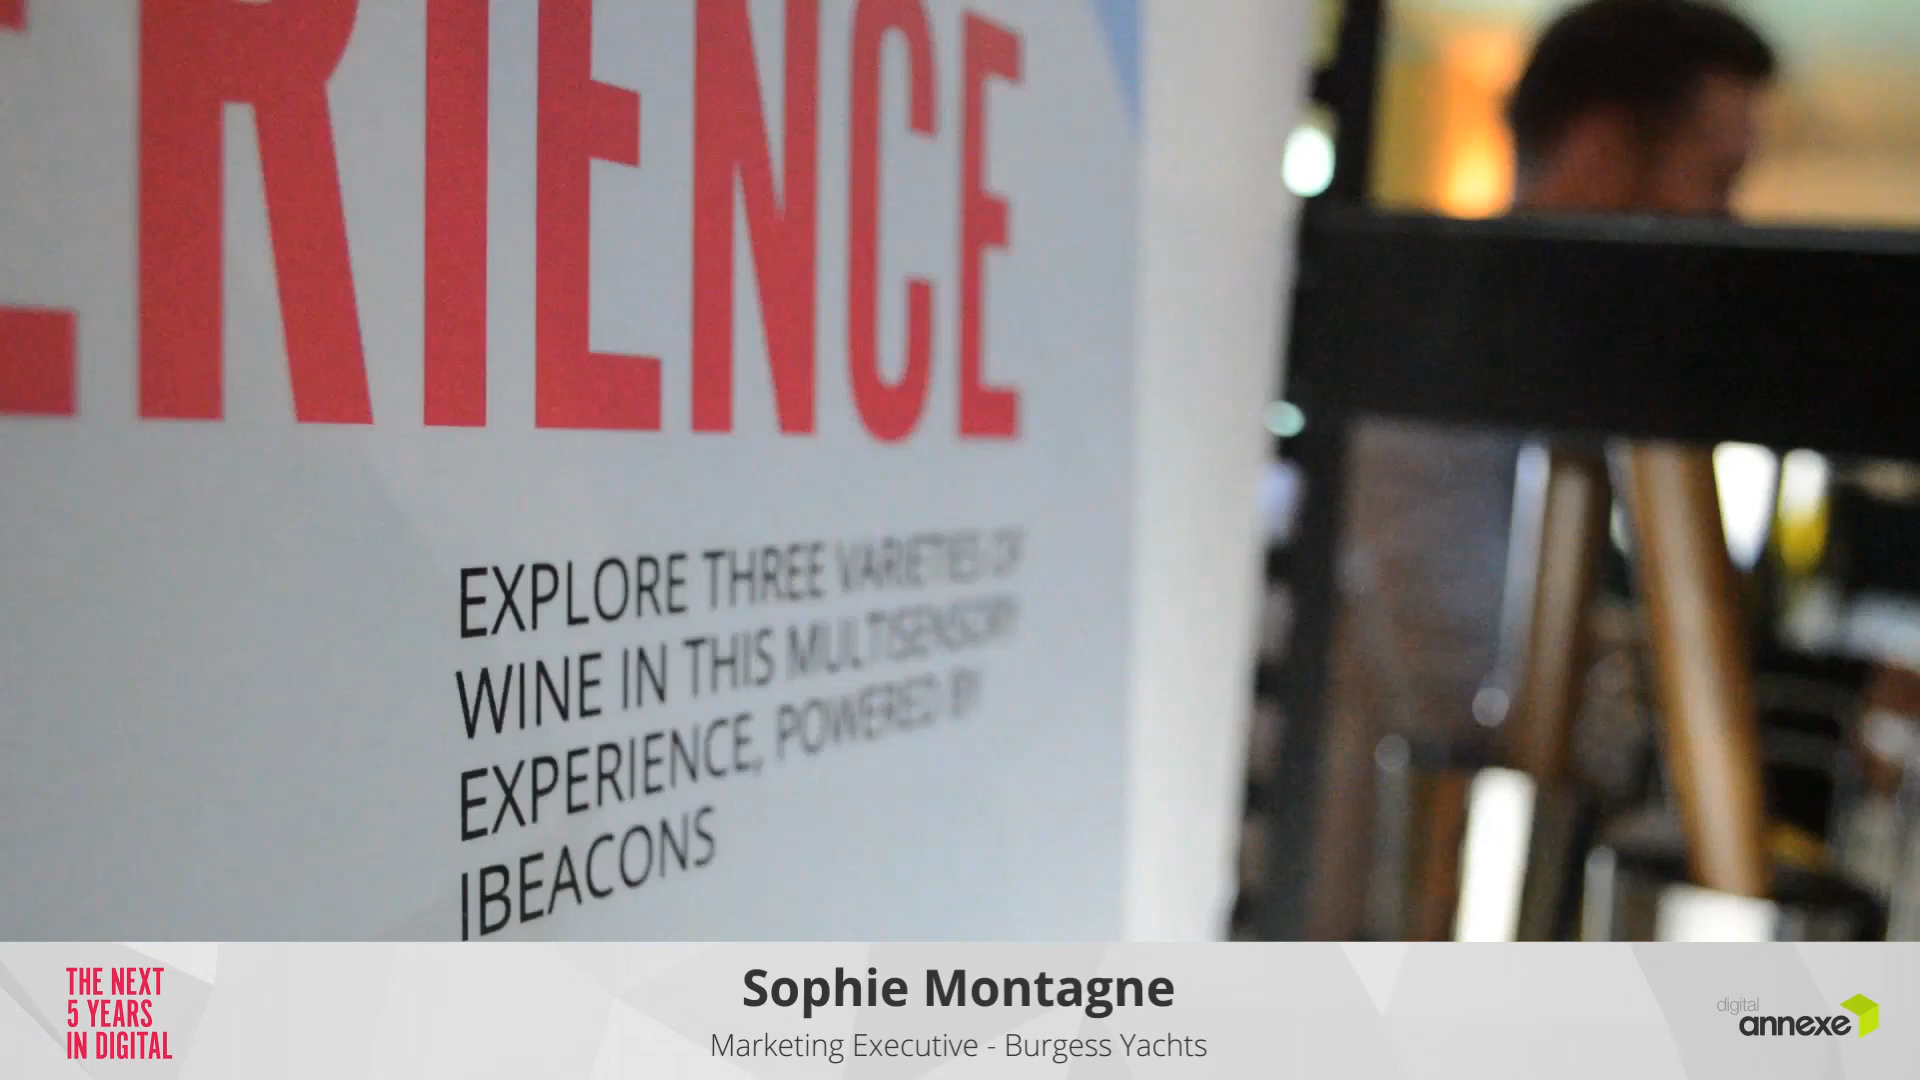 ERIENCE
EXPLORE THREE VARIETIES OF
WINE IN THIS MULTISENSORY
EXPERIENCE, POWERED BY
IBEACONS
THE NEXT
5 YEARS
IN DIGITAL
Sophie Montagne
Marketing Executive - Burgess Yachts
digital
annexe